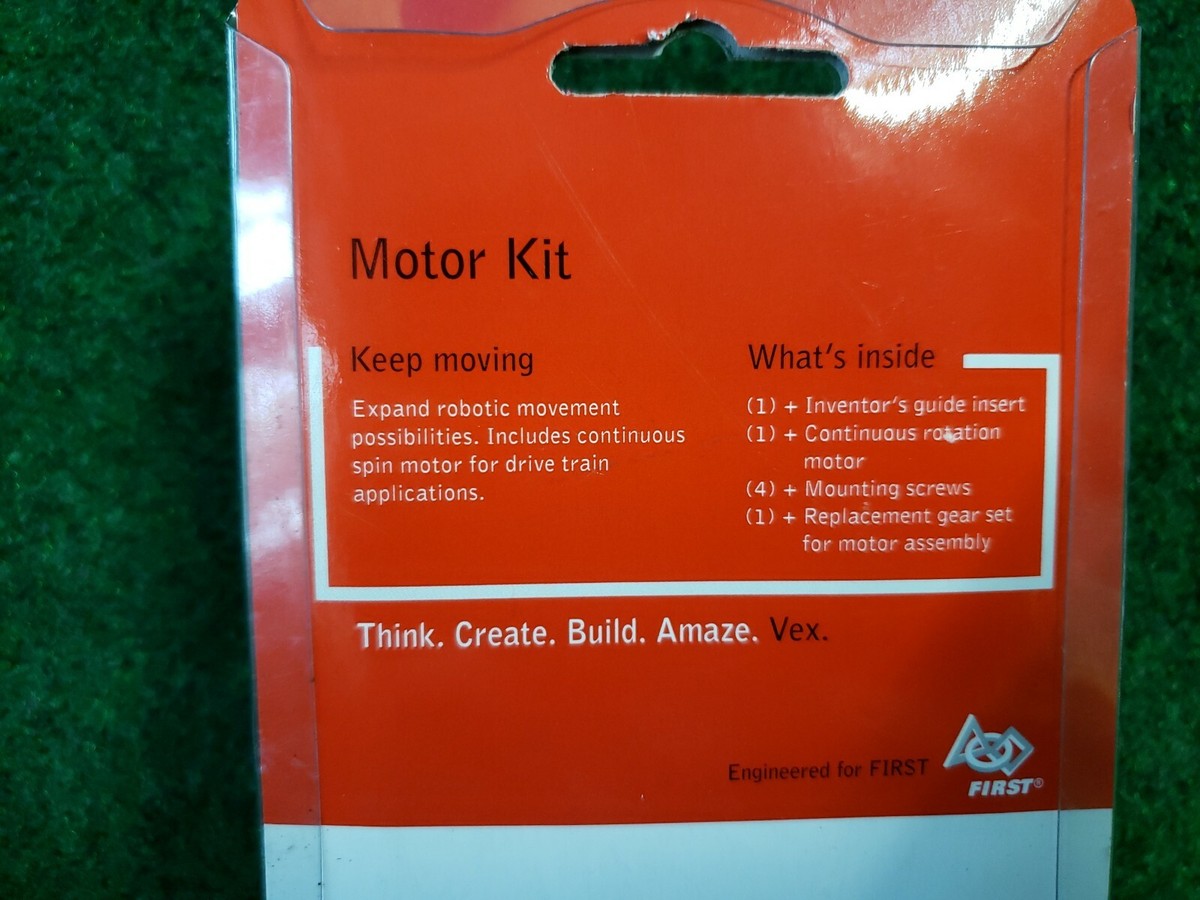 Motor Kit
Keep moving
Expand robotic movement
possibilities. Includes continuous
spin motor for drive train
applications.
What's inside
(1) + Inventor's guide insert
(1) + Continuous rotation
motor
(4) + Mounting screws
(1) + Replacement gear set
for motor assembly
Think. Create. Build. Amaze. Vex.
Engineered for FIRST
FIRST®